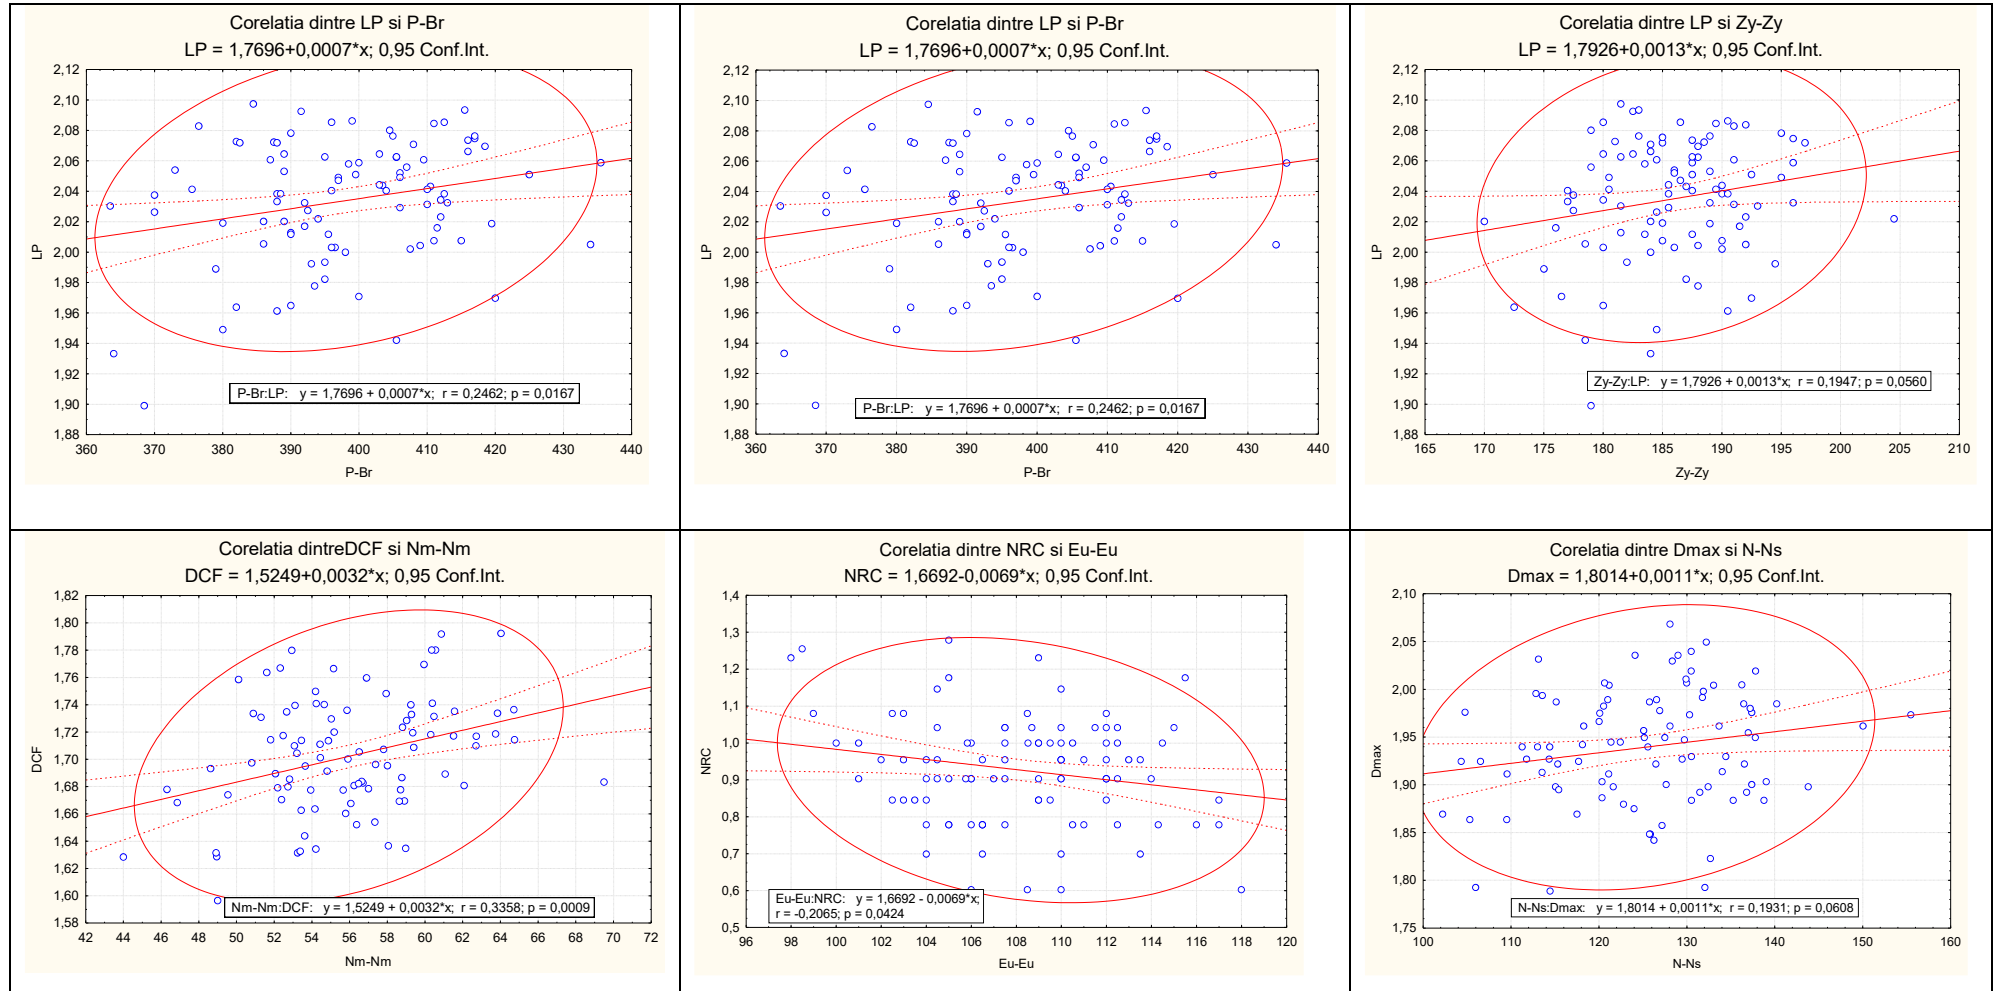 Corelatia dintre LP si P-Br
LP = 1,7696+0,0007*x; 0,95 Conf.Int.
2,12
2,10
2,08
2,06
2,04
2,02
2,00
1,98
1,96
1,94
1,92
1,90
1,88
LP
P-Br:LP: y = 1,7696 + 0,0007*x; r = 0,2462; p = 0,0167
360 370 380 390 400 410 420 430 440
P-Br
Corelatia dintre LP si P-Br
LP = 1,7696+0,0007*x; 0,95 Conf.Int.
2,12
2,10
2,08
2,06
2,04
2,02
2,00
1,98
1,96
1,94
1,92
1,90
1,88
LP
P-Br:LP: y = 1,7696 + 0,0007*x; r = 0,2462; p = 0,0167
360 370 380 390 400 410 420 430 440
P-Br
Corelatia dintre LP si Zy-Zy
LP = 1,7926+0,0013*x; 0,95 Conf.Int.
2,12
2,10
2,08
2,06
2,04
2,02
2,00
1,98
1,96
1,94
1,92
1,90
1,88
LP
Zy-Zy:LP: y = 1,7926 + 0,0013*x; r = 0,1947; p = 0,0560
165 170 175 180 185 190 195 200 205 210
Zy-Zy
Corelatia dintreDCF si Nm-Nm
DCF = 1,5249+0,0032*x; 0,95 Conf.Int.
1,82
1,80
1,78
1,76
1,74
1,72
1,70
1,68
1,66
1,64
1,62
1,60
1,58
DCF
Nm-Nm:DCF: y = 1,5249 + 0,0032*x; r = 0,3358; p = 0,0009
42 44 46 48 50 52 54 56 58 60 62 64 66 68 70 72
Nm-Nm
Corelatia dintre NRC si Eu-Eu
NRC = 1,6692-0,0069*x; 0,95 Conf.Int.
1,4
1,3
1,2
1,1
1,0
0,9
0,8
0,7
0,6
0,5
NRC
Eu-Eu:NRC: y = 1,6692 - 0,0069*x;
r = -0,2065; p = 0,0424
96 98 100 102 104 106 108 110 112 114 116 118 120
Eu-Eu
Corelatia dintre Dmax si N-Ns
Dmax = 1,8014+0,0011*x; 0,95 Conf.Int.
2,10
2,05
2,00
1,95
1,90
1,85
1,80
1,75
Dmax
N-Ns:Dmax: y = 1,8014 + 0,0011*x; r = 0,1931; p = 0,0608
100 110 120 130 140 150 160
N-Ns